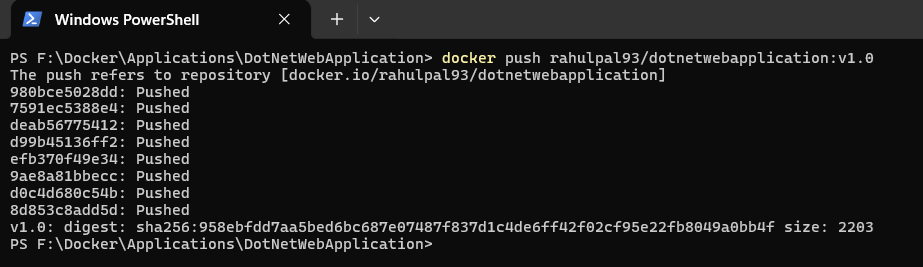 Windows PowerShell
PS F:\Docker\Applications\DotNetWebApplication> docker push rahulpal93/dotnetwebapplication:v1.0
The push refers to repository [docker.io/rahulpal93/dotnetwebapplication]
980bce5028dd: Pushed
7591ec5388e4: Pushed
deab56775412: Pushed
d99b45136ff2: Pushed
efb370f49e34: Pushed
9ae8a81bbecc: Pushed
d0c4d680c54b: Pushed
8d853c8add5d: Pushed
v1.0: digest: sha256:958ebfdd7aa5bed6bc687e07487f837d1c4de6ff42f02cf95e22fb8049a0bb4f size: 2203
PS F:\Docker\Applications\DotNetWebApplication>